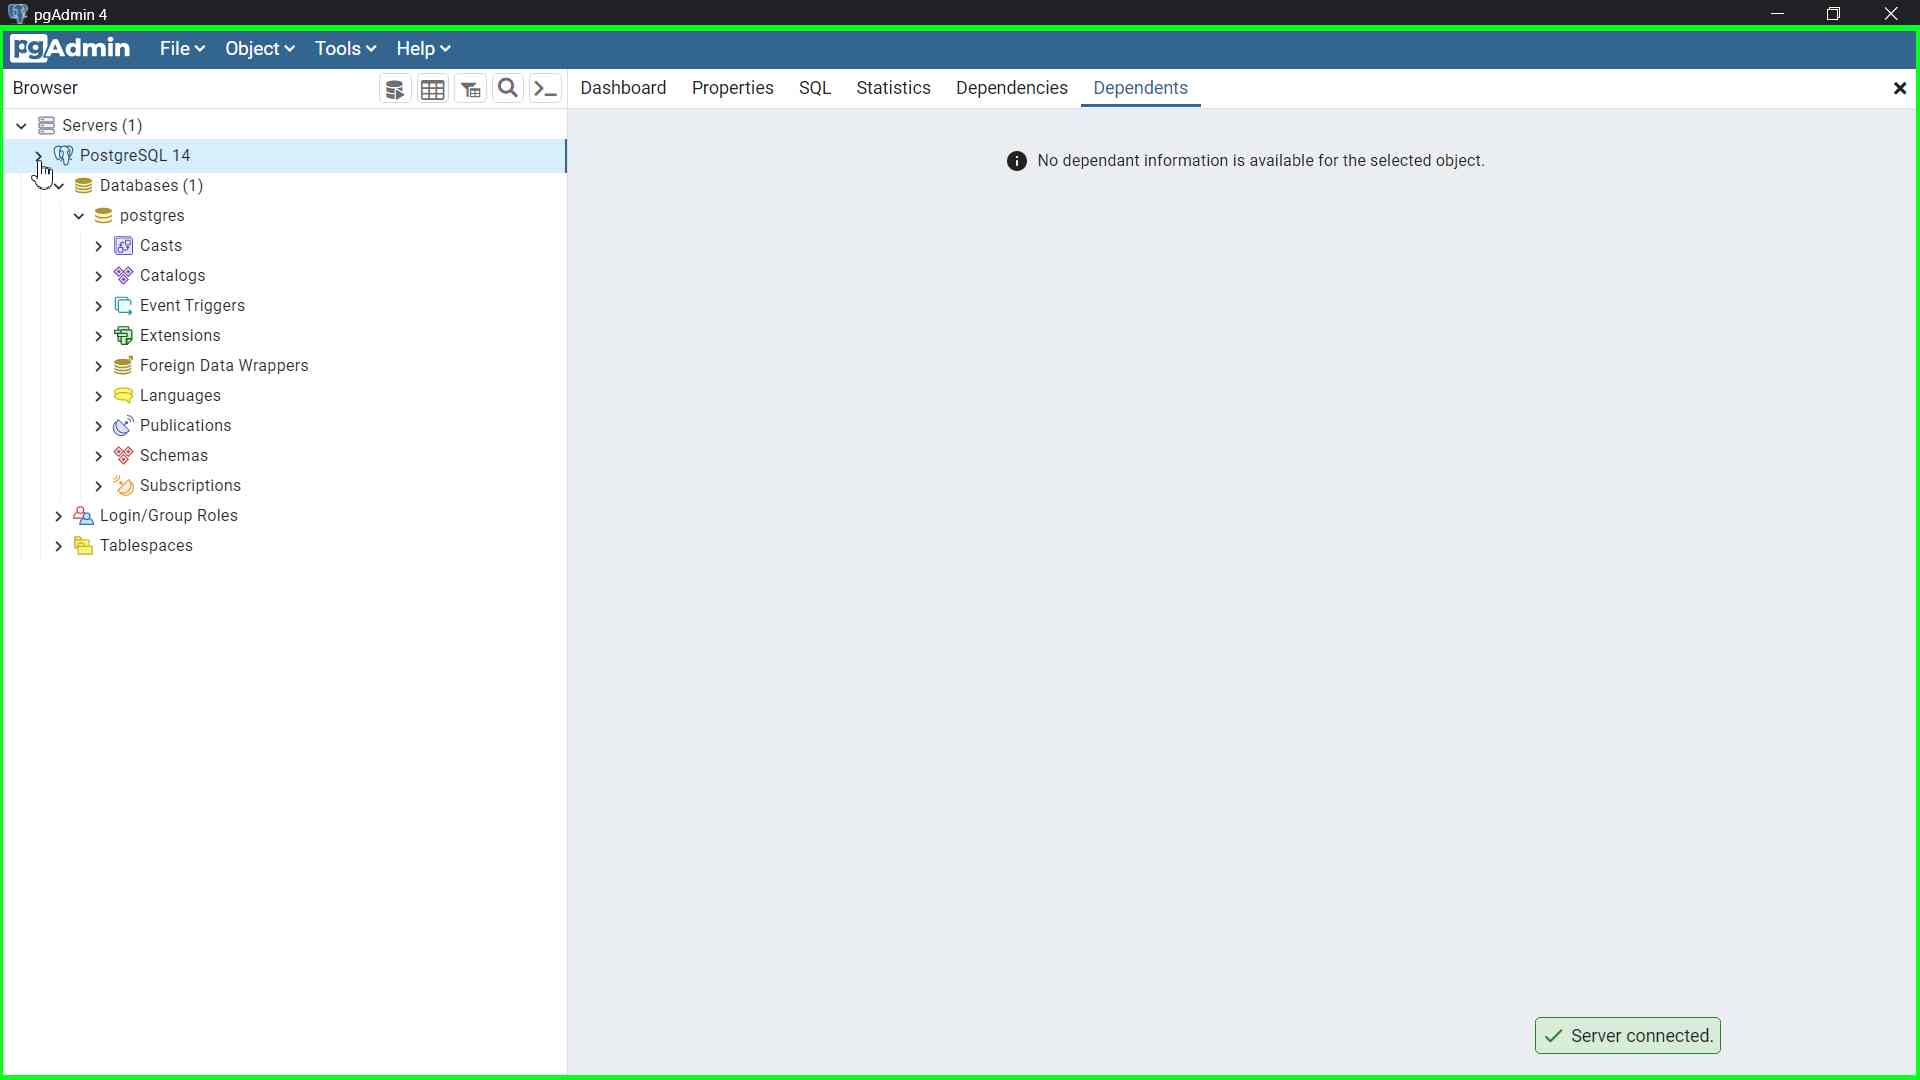 pgAdmin 4
pgAdmin File Object Tools Help
Browser
Dashboard Properties SQL Statistics Dependencies Dependents
Servers (1)
PostgreSQL 14
No dependant information is available for the selected object.
Databases (1)
postgres
Casts
Catalogs
Event Triggers
Extensions
Foreign Data Wrappers
Languages
Publications
Schemas
Subscriptions
Login/Group Roles
Tablespaces
Server connected.